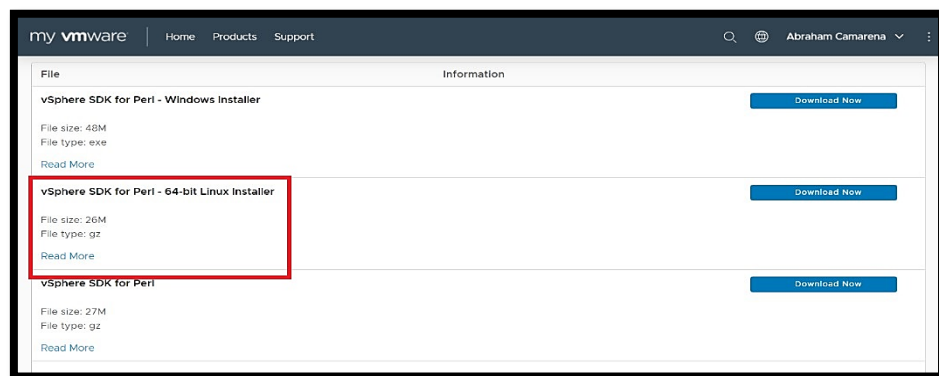 my vmware Home Products Support Abraham Camarena
File Information
vSphere SDK for Perl - Windows Installer Download Now
File size: 48M
File type: exe
Read More
vSphere SDK for Perl - 64-bit Linux Installer Download Now
File size: 26M
File type: gz
Read More
vSphere SDK for Perl Download Now
File size: 27M
File type: gz
Read More